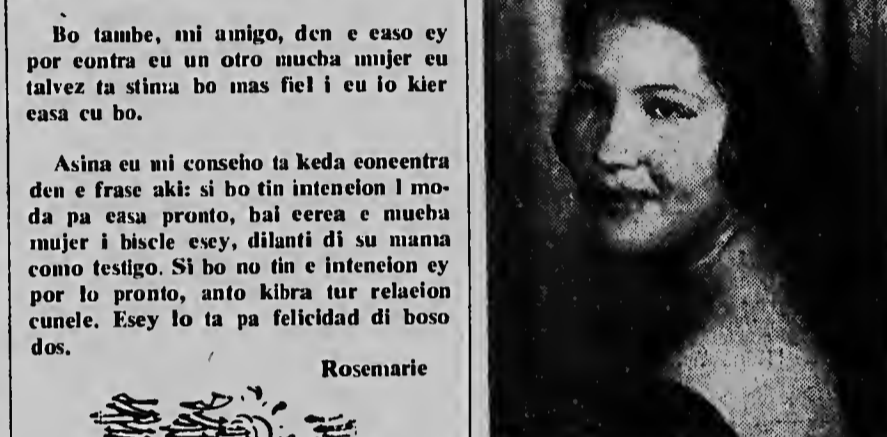 Bo tambe, mi amigo, den e caso ey
por contra cu un otro mucha mujer cu
talvez ta stima bo mas fiel i cu lo kier
casa cu bo.
Asina cu mi conseho ta keda concentra
den e frase aki: si bo tin intencion I mo-
da pa casa pronto, bai cerca e mucha
mujer i biscle esey, dilanti di su mama
como testigo. Si bo no tin e intencion ey
por lo pronto, anto kibra tur relacion
cunele. Esey lo ta pa felicidad di boso
dos.
Rosemarie